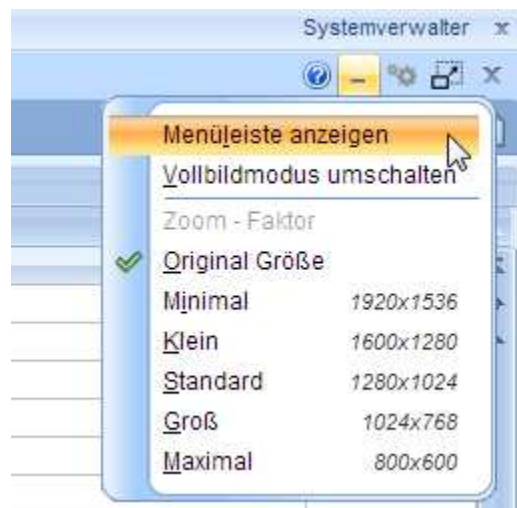 Systemverwalter
Menüleiste anzeigen
Vollbildmodus umschalten
Zoom - Faktor
Original Größe
Minimal 1920x1536
Klein 1600x1280
Standard 1280x1024
Groß 1024x768
Maximal 800x600